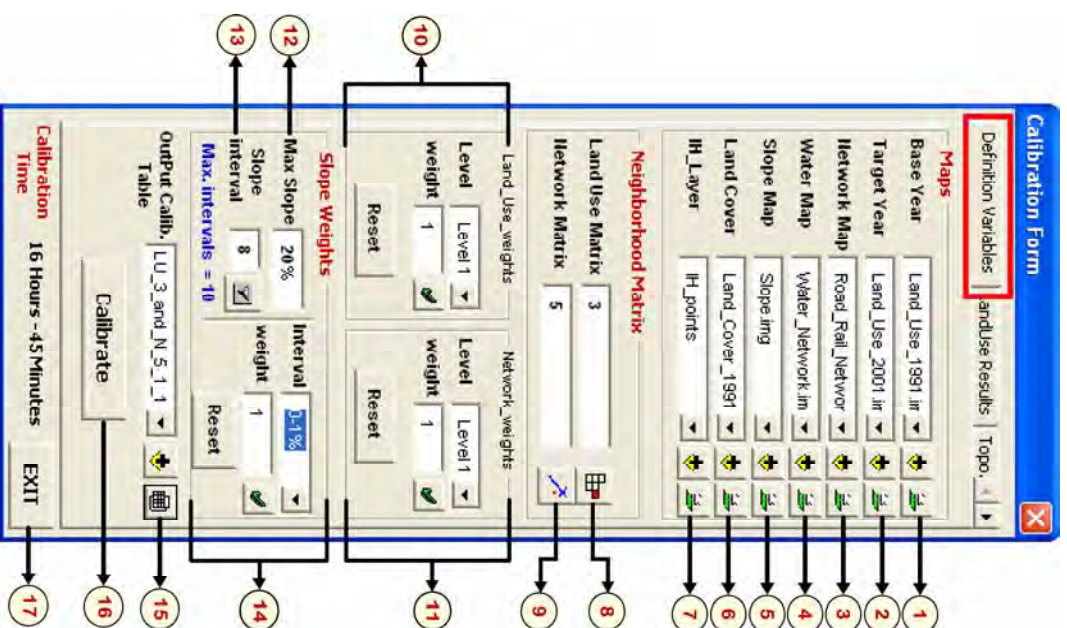 Calibration Form
Definition Variables
andUse Results
Topo,
Maps
Base Year Land_Use_1991.ir 1
Target Year Land_Use_2001.ir 2
Network Map Road_Rail_Networ 3
Water Map Water_Network.im 4
Slope Map Slope.img 5
Land Cover Land_Cover_1991 6
IH_Layer IH_points 7
Neighborhood Matrix
Land Use Matrix 3 8
Network Matrix 5 9
Land_Use_weights
Level Level 1
weight 1
Reset
10
Network_weights
Level Level 1
weight 1
Reset
11
Slope Weights
12 Max Slope 20%
13 Slope
interval 8
Max. intervals = 10
Interval 0-1%
weight 1
Reset
14
OutPut Calib.
Table LU_3_and_N_5_1_1 15
Calibrate 16
Calibration
Time 16 Hours - 45 Minutes EXIT 17